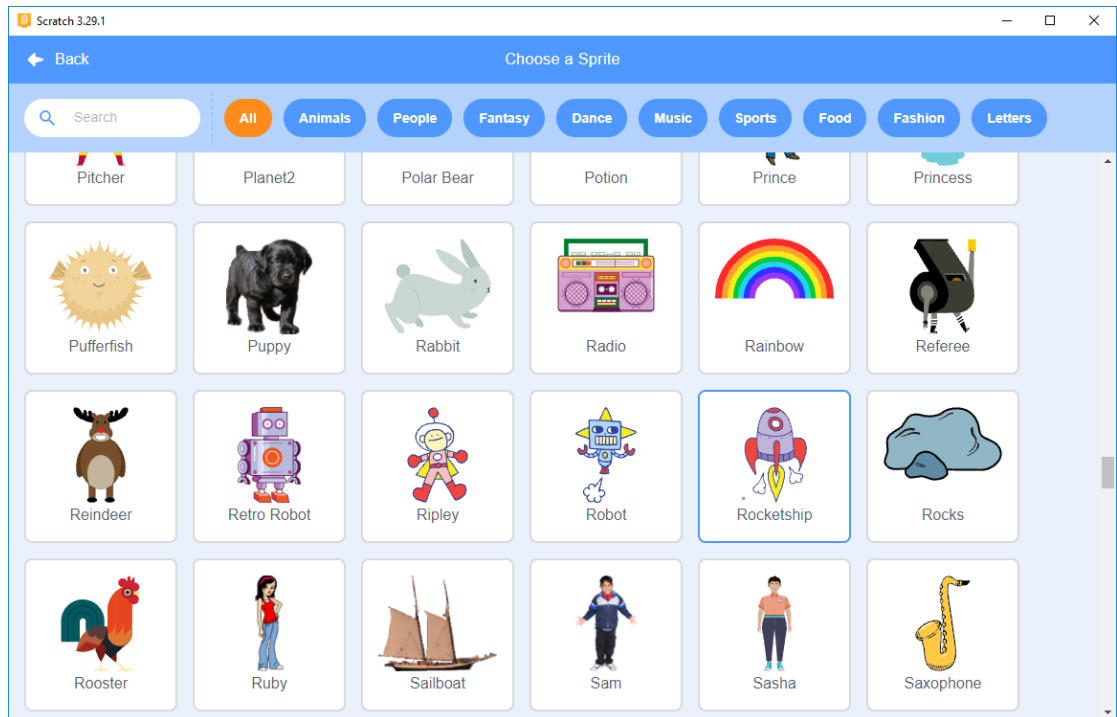 Scratch 3.29.1
Back
Choose a Sprite
Search
All
Animals
People
Fantasy
Dance
Music
Sports
Food
Fashion
Letters
Pitcher
Planet2
Polar Bear
Potion
Prince
Princess
Pufferfish
Puppy
Rabbit
Radio
Rainbow
Referee
Reindeer
Retro Robot
Ripley
Robot
Rocketship
Rocks
Rooster
Ruby
Sailboat
Sam
Sasha
Saxophone